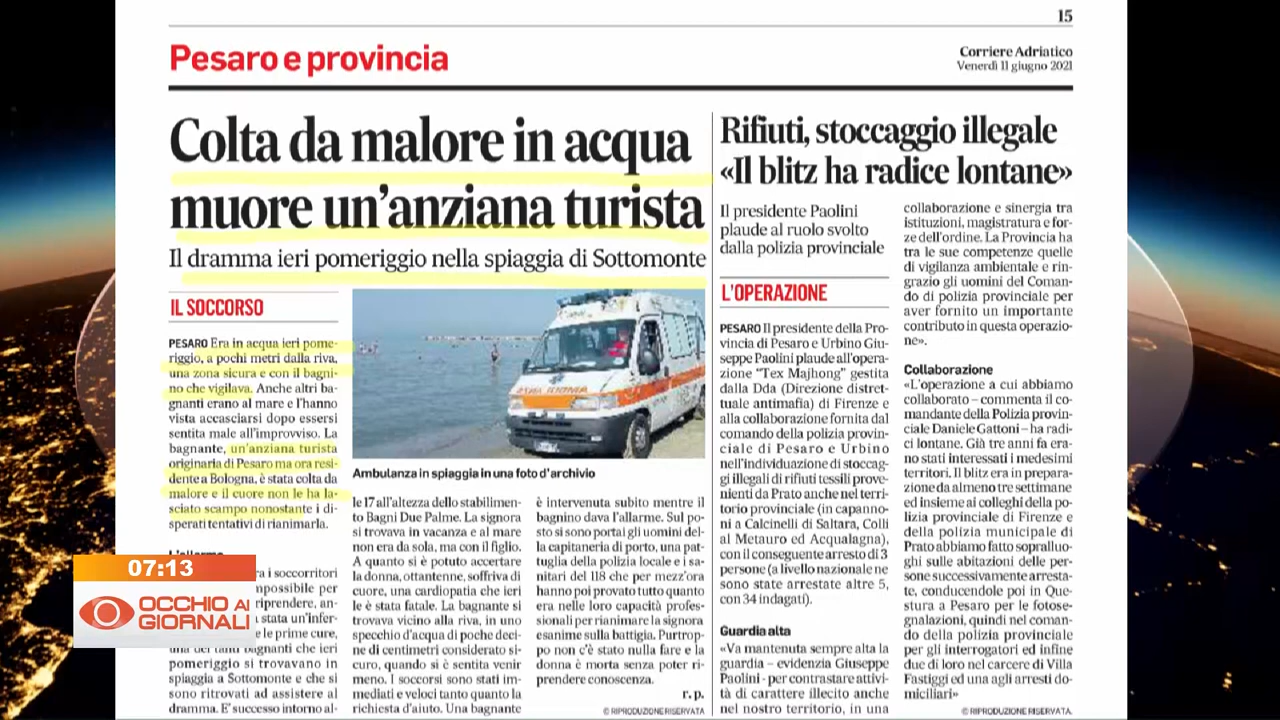 15
Pesaro e provincia
Corriere Adriatico
Venerdì 11 giugno 2021
Colta da malore in acqua
muore un'anziana turista
Il dramma ieri pomeriggio nella spiaggia di Sottomonte
IL SOCCORSO
PESARO Era in acqua ieri pome-
riggio, a pochi metri dalla riva,
una zona sicura e con il bagni-
no che vigilava. Anche altri ba-
gnanti erano al mare e l'hanno
vista accasciarsi dopo essersi
sentita male all'improvviso. La
bagnante, un'anziana turista
originaria di Pesaro ma ora resi-
dente a Bologna, è stata colta da
malore e il cuore non le ha la-
sciato scampo nonostante i di-
sperati tentativi di rianimarla.
i soccorritori
impossibile per
riprendere, an-
stata un'infer-
le prime cure,
una dei tanti bagnanti che ieri
pomeriggio si trovavano in
spiaggia a Sottomonte e che si
sono ritrovati ad assistere al
dramma. E' successo intorno al-
Ambulanza in spiaggia in una foto d'archivio
le 17 all'altezza dello stabilimen-
to Bagni Due Palme. La signora
si trovava in vacanza e al mare
non era da sola, ma con il figlio.
A quanto si è potuto accertare
la donna, ottantenne, soffriva di
cuore, una cardiopatia che ieri
le è stata fatale. La bagnante si
trovava vicino alla riva, in uno
specchio d'acqua di poche deci-
ne di centimetri considerato si-
curo, quando si è sentita venir
meno. I soccorsi sono stati im-
mediati e veloci tanto quanto la
richiesta d'aiuto. Una bagnante
è intervenuta subito mentre il
bagnino dava l'allarme. Sul po-
sto si sono portai gli uomini del-
la capitaneria di porto, una pat-
tuglia della polizia locale e i sa-
nitari del 118 che per mezz'ora
hanno poi provato tutto quanto
era nelle loro capacità profes-
sionali per rianimare la signora
esanime sulla battigia. Purtrop-
po non c'è stato nulla da fare e la
donna è morta senza poter ri-
prendere conoscenza.
r. p.
© RIPRODUZIONE RISERVATA
Rifiuti, stoccaggio illegale
«Il blitz ha radice lontane»
Il presidente Paolini
plaude al ruolo svolto
dalla polizia provinciale
L'OPERAZIONE
PESARO Il presidente della Pro-
vincia di Pesaro e Urbino Giu-
seppe Paolini plaude all'opera-
zione "Tex Majhong" gestita
dalla Dda (Direzione distret-
tuale antimafia) di Firenze e
alla collaborazione fornita dal
comando della polizia provin-
ciale di Pesaro e Urbino
nell'individuazione di stoccag-
gi illegali di rifiuti tessili prove-
nienti da Prato anche nel terri-
torio provinciale (in capanno-
ni a Calcinelli di Saltara, Colli
al Metauro ed Acqualagna),
con il conseguente arresto di 3
persone (a livello nazionale ne
sono state arrestate altre 5,
con 34 indagati).
Guardia alta
«Va mantenuta sempre alta la
guardia – evidenzia Giuseppe
Paolini - per contrastare attivi-
tà di carattere illecito anche
nel nostro territorio, in una
collaborazione e sinergia tra
istituzioni, magistratura e for-
ze dell'ordine. La Provincia ha
tra le sue competenze quelle
di vigilanza ambientale e rin-
grazio gli uomini del Coman-
do di polizia provinciale per
aver fornito un importante
contributo in questa operazio-
ne».
Collaborazione
«L'operazione a cui abbiamo
collaborato – commenta il co-
mandante della Polizia provin-
ciale Daniele Gattoni – ha radi-
ci lontane. Già tre anni fa era-
no stati interessati i medesimi
territori. Il blitz era in prepara-
zione da almeno tre settimane
ed insieme ai colleghi della po-
lizia provinciale di Firenze e
della polizia municipale di
Prato abbiamo fatto sopralluo-
ghi sulle abitazioni delle per-
sone successivamente arresta-
te, conducendole poi in Que-
stura a Pesaro per le fotose-
gnalazioni, quindi nel coman-
do della polizia provinciale
per gli interrogatori ed infine
due di loro nel carcere di Villa
Fastiggi ed una agli arresti do-
miciliari»
© RIPRODUZIONE RISERVATA
07:13
OCCHIO AI
GIORNALI